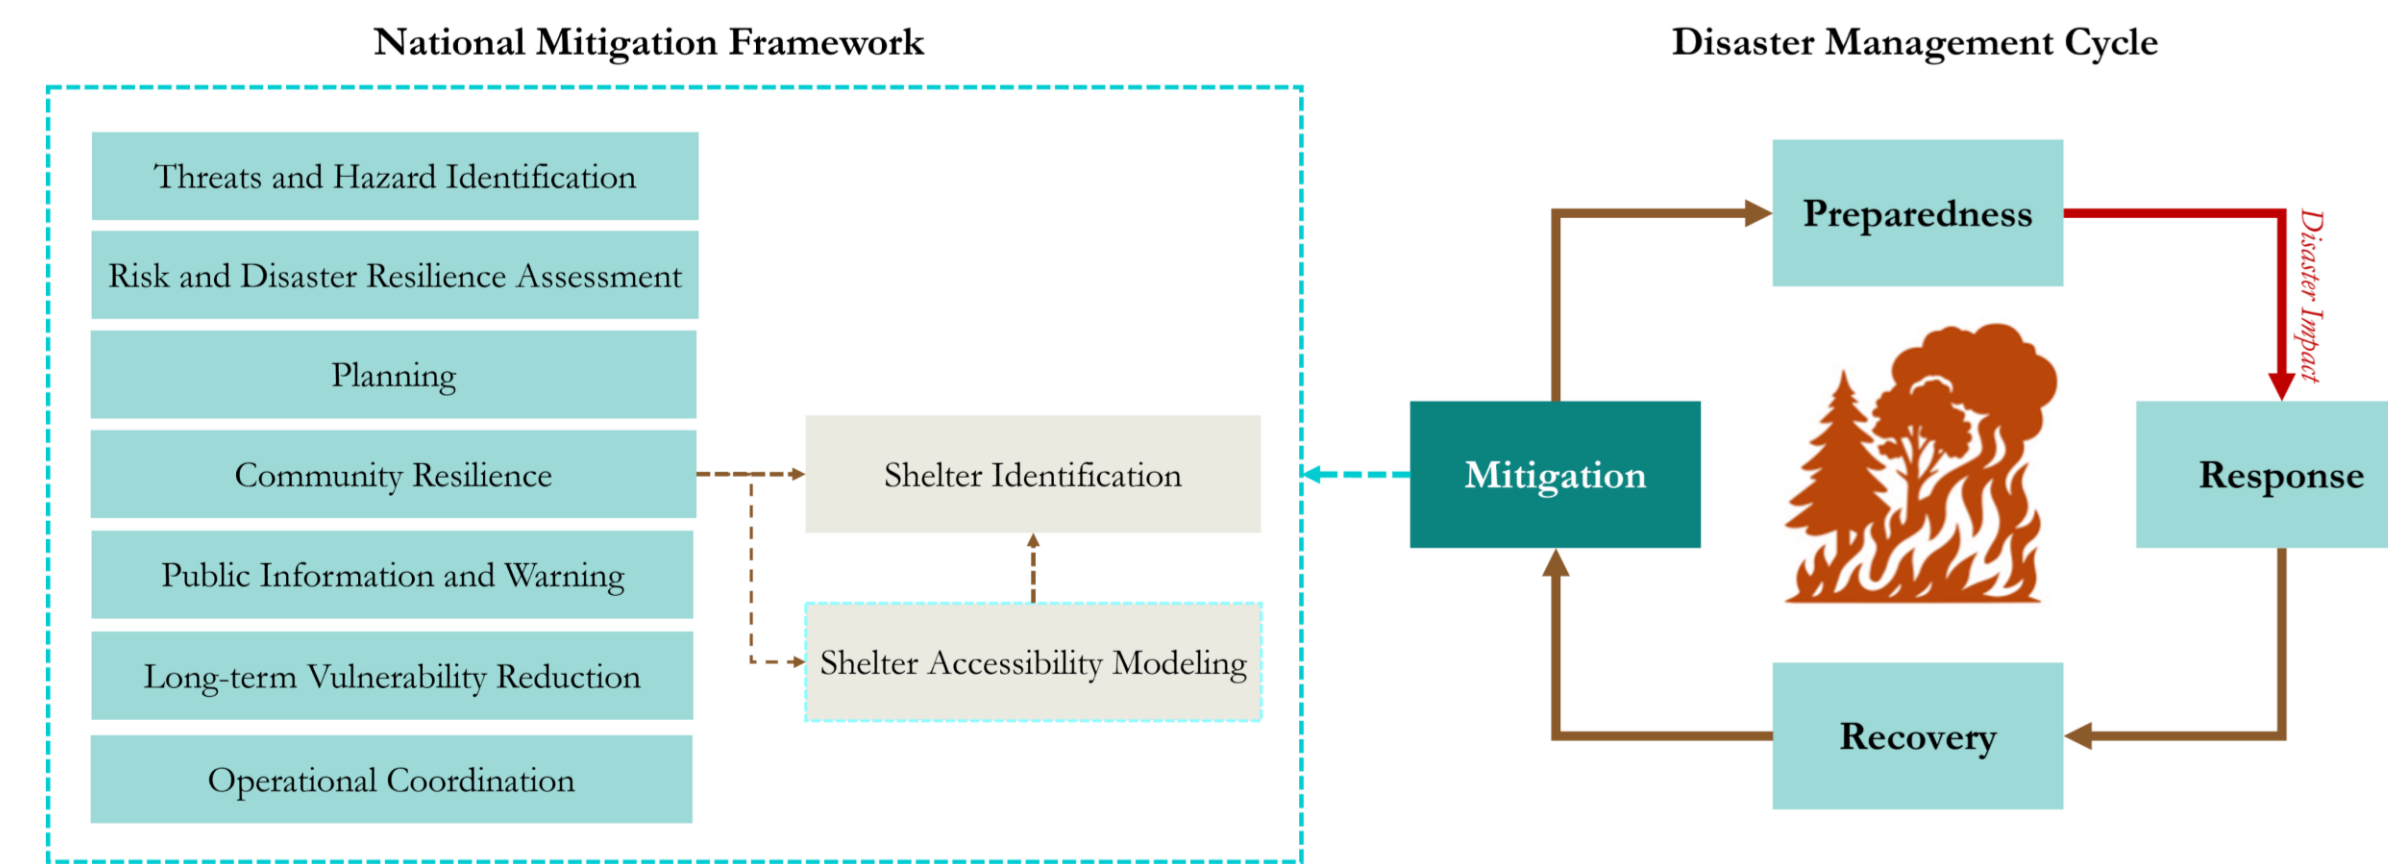 National Mitigation Framework
Threats and Hazard Identification
Risk and Disaster Resilience Assessment
Planning
Community Resilience
Public Information and Warning
Long-term Vulnerability Reduction
Operational Coordination
Shelter Identification
Shelter Accessibility Modeling
Disaster Management Cycle
Preparedness
Disaster Impact
Mitigation
Response
Recovery